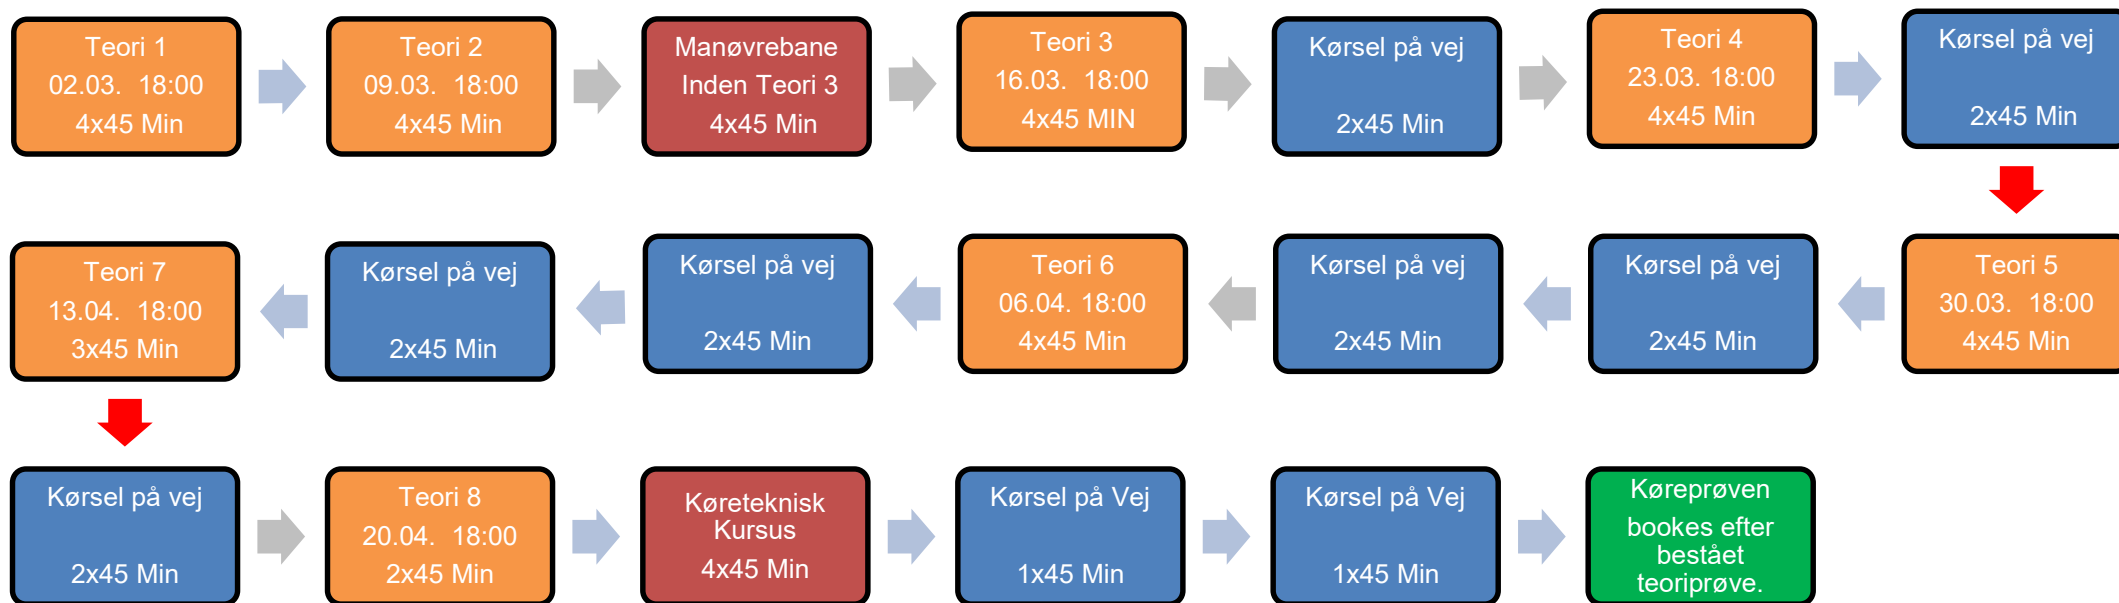 Teori 1
02.03. 18:00
4x45 Min
Teori 2
09.03. 18:00
4x45 Min
Manøvrebane
Inden Teori 3
4x45 Min
Teori 3
16.03. 18:00
4x45 MIN
Kørsel på vej
2x45 Min
Teori 4
23.03. 18:00
4x45 Min
Kørsel på vej
2x45 Min
Teori 5
30.03. 18:00
4x45 Min
Kørsel på vej
2x45 Min
Kørsel på vej
2x45 Min
Teori 6
06.04. 18:00
4x45 Min
Kørsel på vej
2x45 Min
Kørsel på vej
2x45 Min
Teori 7
13.04. 18:00
3x45 Min
Kørsel på vej
2x45 Min
Teori 8
20.04. 18:00
2x45 Min
Køreteknisk
Kursus
4x45 Min
Kørsel på Vej
1x45 Min
Kørsel på Vej
1x45 Min
Køreprøven
bookes efter
bestået
teoriprøve.